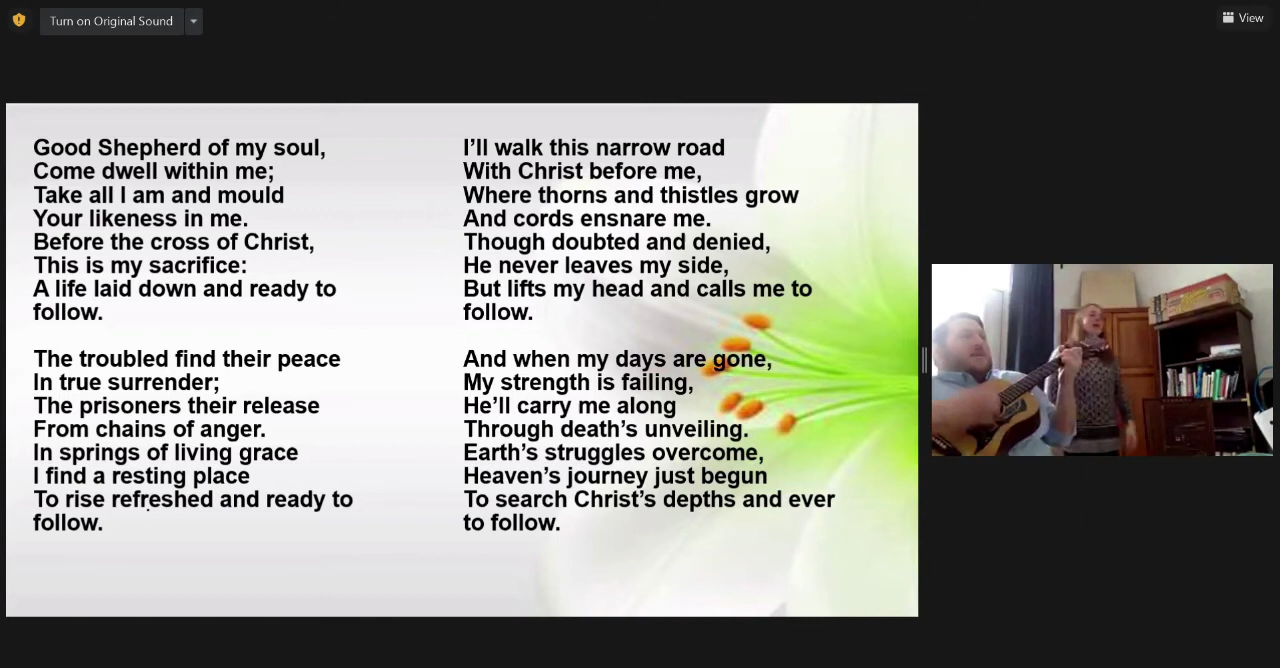 Turn on Original Sound
View
Good Shepherd of my soul,
Come dwell within me;
Take all I am and mould
Your likeness in me.
Before the cross of Christ,
This is my sacrifice:
A life laid down and ready to
follow.
The troubled find their peace
In true surrender;
The prisoners their release
From chains of anger.
In springs of living grace
I find a resting place
To rise refreshed and ready to
follow.
I’ll walk this narrow road
With Christ before me,
Where thorns and thistles grow
And cords ensnare me.
Though doubted and denied,
He never leaves my side,
But lifts my head and calls me to
follow.
And when my days are gone,
My strength is failing,
He’ll carry me along
Through death’s unveiling.
Earth’s struggles overcome,
Heaven’s journey just begun
To search Christ’s depths and ever
to follow.